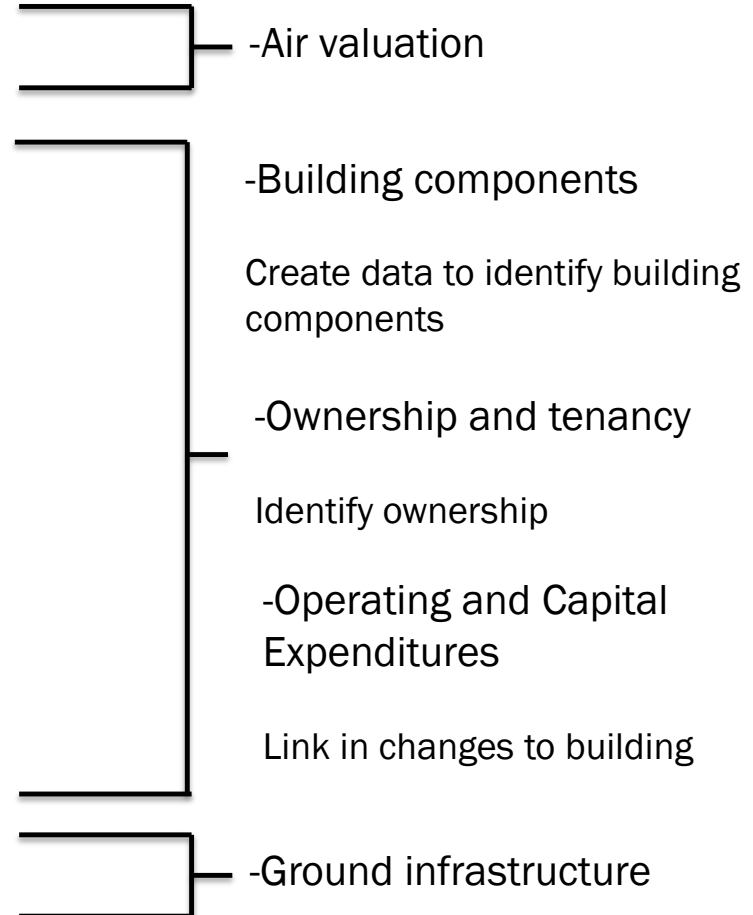 -Air valuation
-Building components
Create data to identify building
components
-Ownership and tenancy
Identify ownership
-Operating and Capital
Expenditures
Link in changes to building
-Ground infrastructure